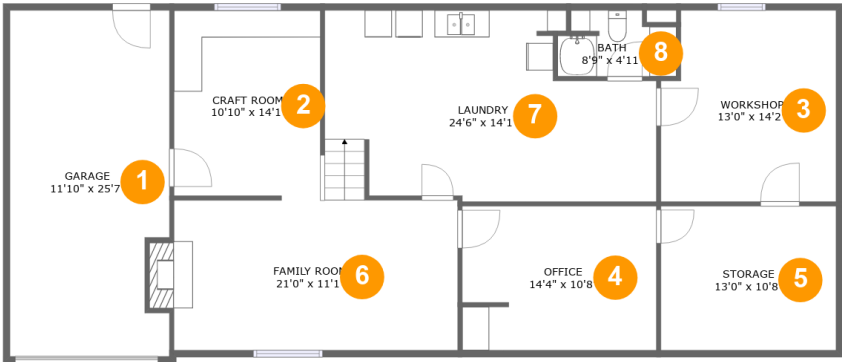 BATH
8'9" x 4'11
8
CRAFT ROOM
10'10" x 14'1
2
LAUNDRY
24'6" x 14'1
7
WORKSHOP
13'0" x 14'2
3
GARAGE
11'10" x 25'7
1
FAMILY ROOM
21'0" x 11'1
6
OFFICE
14'4" x 10'8
4
STORAGE
13'0" x 10'8
5